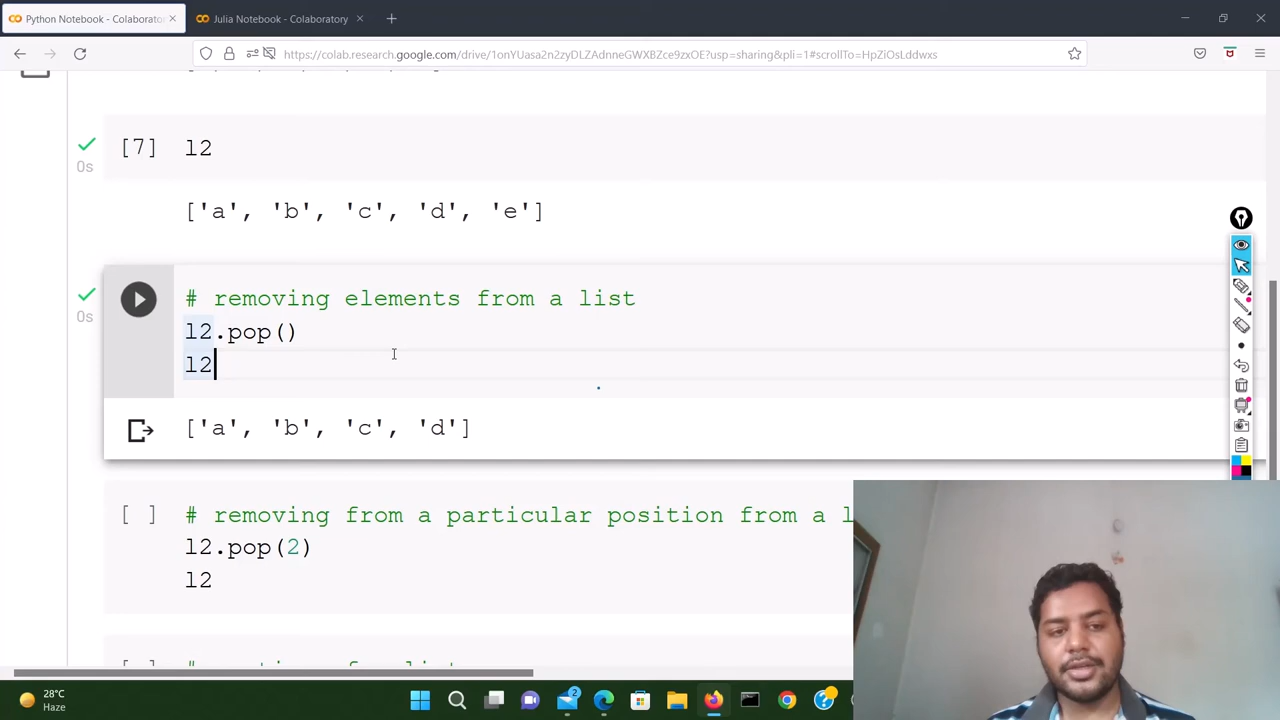 Python Notebook - Colaborator
Julia Notebook - Colaboratory
https://colab.research.google.com/drive/1onYUasa2n2zyDLZAdnneGWXBZce9zxOE?usp=sharing&pli=1#scrollTo=HpZiOsLddwxs
[7] l2
0s
['a', 'b', 'c', 'd', 'e']
# removing elements from a list
0s
l2.pop()
l2
['a', 'b', 'c', 'd']
[ ] # removing from a particular position from a l
l2.pop(2)
l2
28°C
Haze
2